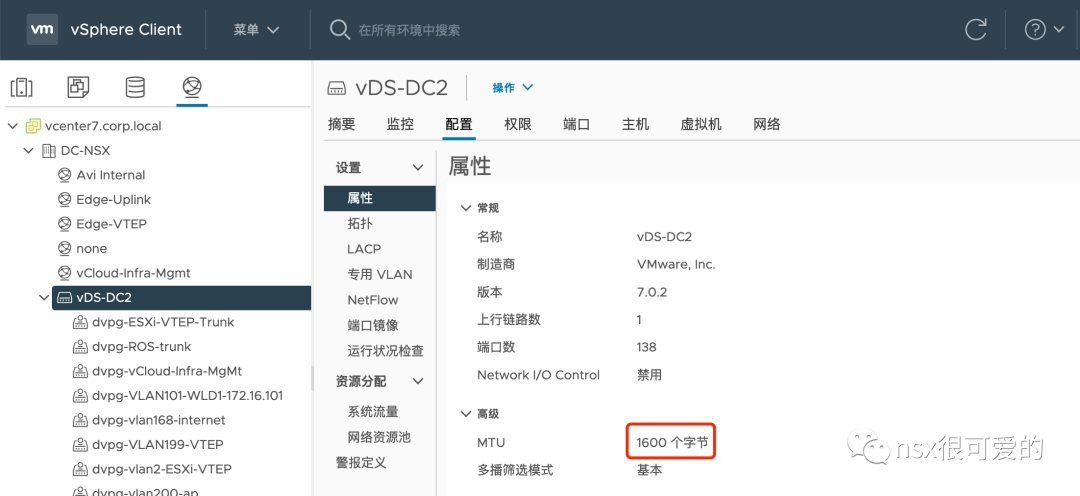 vm vSphere Client 菜单 在所有环境中搜索
vcenter7.corp.local
DC-NSX
Avi Internal
Edge-Uplink
Edge-VTEP
none
vCloud-Infra-Mgmt
vDS-DC2
dvpg-ESXi-VTEP-Trunk
dvpg-ROS-trunk
dvpg-vCloud-Infra-MgMt
dvpg-VLAN101-WLD1-172.16.101
dvpg-vlan168-internet
dvpg-VLAN199-VTEP
dvpg-vlan2-ESXi-VTEP
dvpg-vlan200-ap
vDS-DC2 操作
摘要 监控 配置 权限 端口 主机 虚拟机 网络
设置
属性
拓扑
LACP
专用 VLAN
NetFlow
端口镜像
运行状况检查
资源分配
系统流量
网络资源池
警报定义
属性
常规
名称 vDS-DC2
制造商 VMware, Inc.
版本 7.0.2
上行链路数 1
端口数 138
Network I/O Control 禁用
高级
MTU 1600 个字节
多播筛选模式 基本
nsx很可爱的